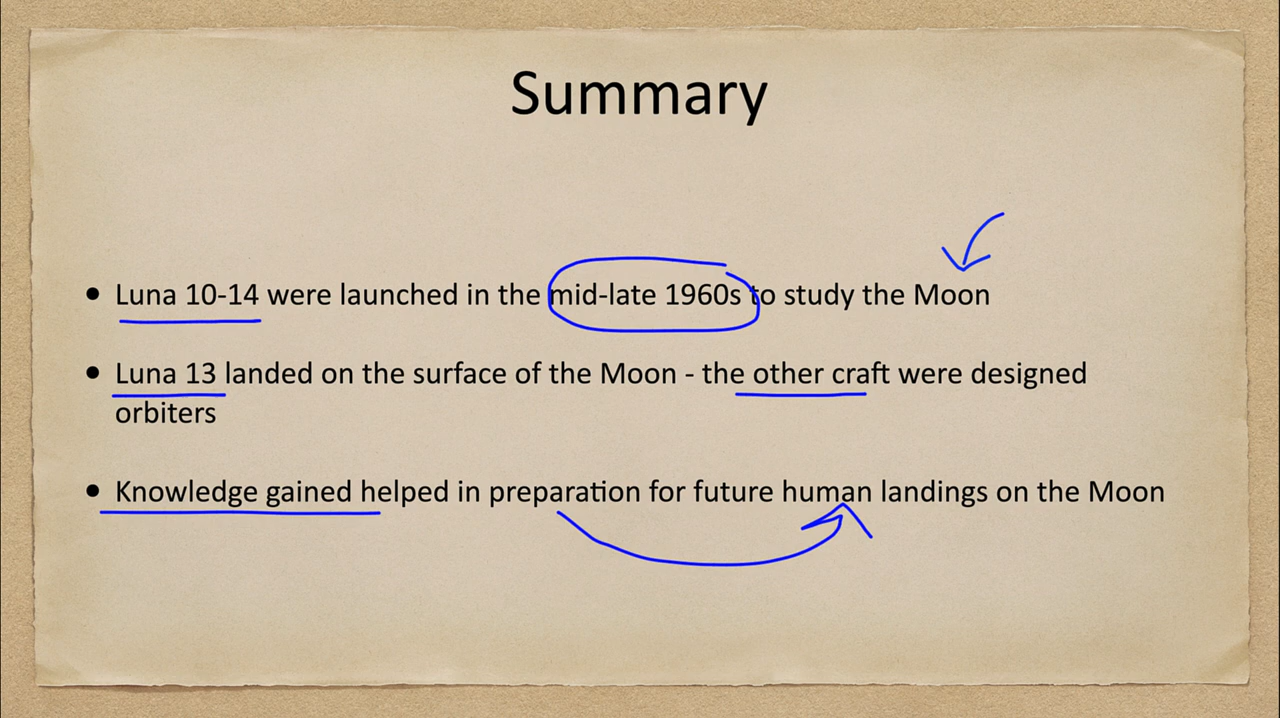 Summary
• Luna 10-14 were launched in the mid-late 1960s to study the Moon
• Luna 13 landed on the surface of the Moon - the other craft were designed
orbiters
• Knowledge gained helped in preparation for future human landings on the Moon